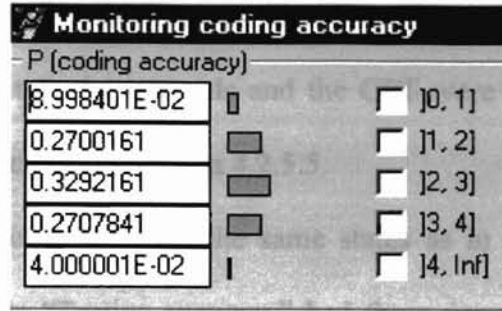 Monitoring coding accuracy
P (coding accuracy)
8.998401E-02 ]0, 1]
0.2700161 ]1, 2]
0.3292161 ]2, 3]
0.2707841 ]3, 4]
4.000001E-02 ]4, Inf]